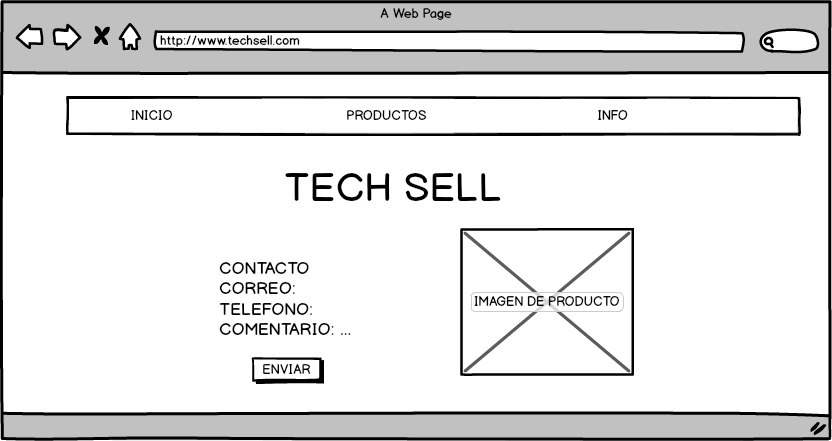 A Web Page
http://www.techsell.com
INICIO PRODUCTOS INFO
TECH SELL
CONTACTO
CORREO:
TELEFONO:
COMENTARIO: ...
IMAGEN DE PRODUCTO
ENVIAR